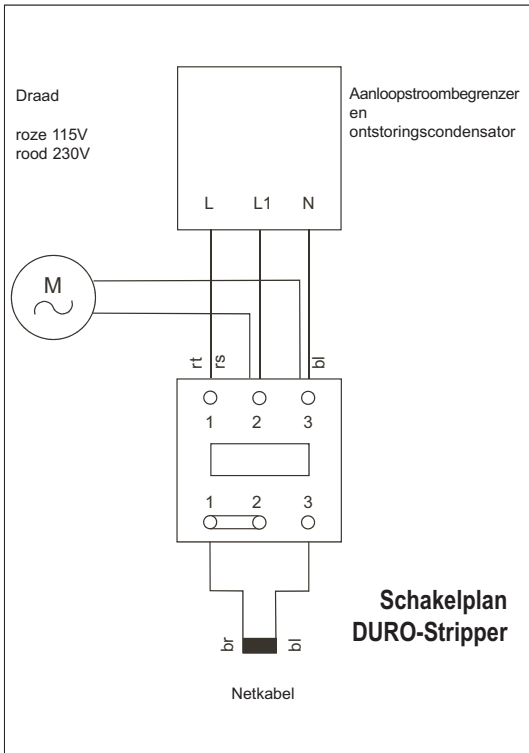 Draad
roze 115V
rood 230V
Aanloopstroombegrenzer
en
ontstoringscondensator
L L1 N
M
rt rs bl
1 2 3
1 2 3
br bl
Schakelplan
DURO-Stripper
Netkabel